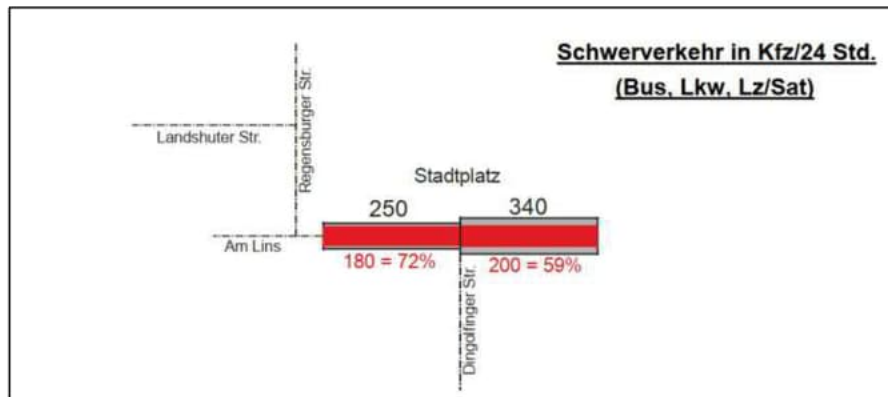 Schwerverkehr in Kfz/24 Std.
(Bus, Lkw, Lz/Sat)
Regensburger Str.
Landshuter Str.
Stadtplatz
250
340
Am Lins
180 = 72%
200 = 59%
Dingolfinger Str.